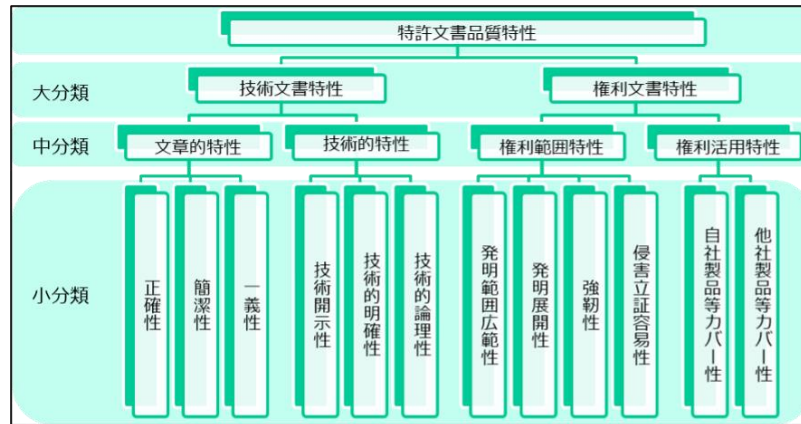 特許文書品質特性
大分類
技術文書特性
権利文書特性
中分類
文章的特性
技術的特性
権利範囲特性
権利活用特性
小分類
正確性
簡潔性
一義性
技術開示性
技術的明確性
技術的論理性
発明範囲広範性
発明展開性
強靭性
侵害立証容易性
自社製品等カバー性
他社製品等カバー性